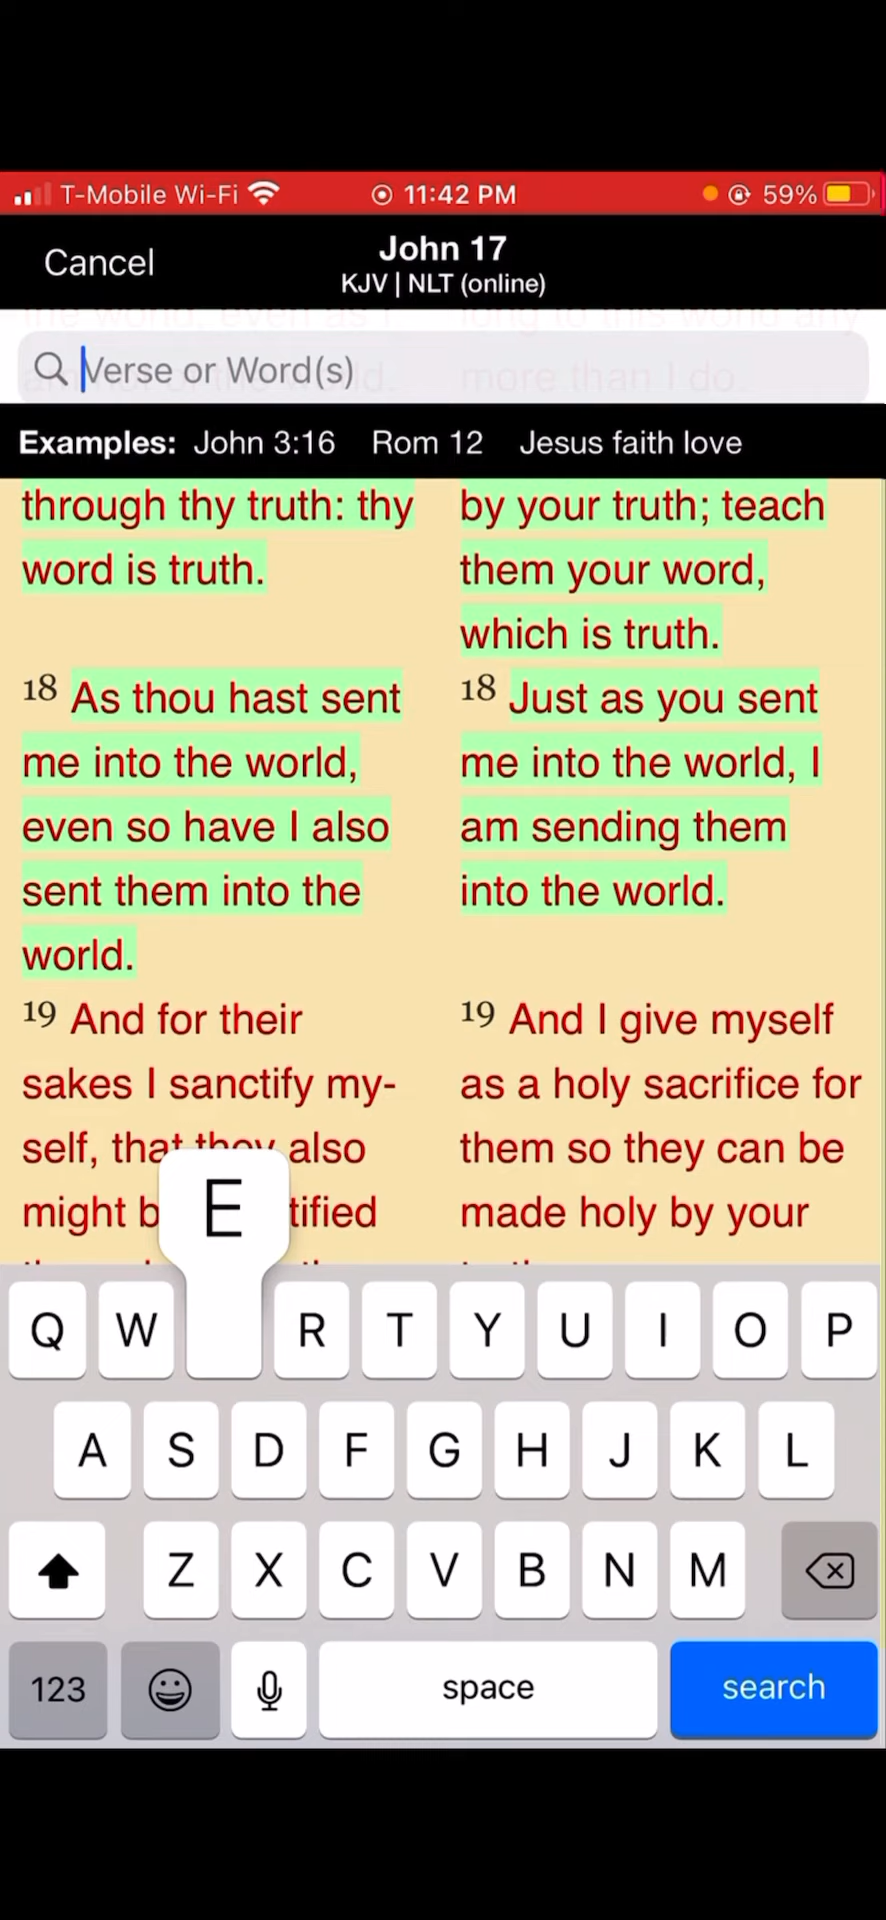 T-Mobile Wi-Fi 11:42 PM 59%
Cancel
John 17
KJV | NLT (online)
Verse or Word(s)
more than I do.
Examples: John 3:16 Rom 12 Jesus faith love
through thy truth: thy
word is truth.
18 As thou hast sent
me into the world,
even so have I also
sent them into the
world.
19 And for their
sakes I sanctify my-
self, that they also
might b
tified
by your truth; teach
them your word,
which is truth.
18 Just as you sent
me into the world, I
am sending them
into the world.
19 And I give myself
as a holy sacrifice for
them so they can be
made holy by your
E
Q W R T Y U I O P
A S D F G H J K L
Z X C V B N M
123 space search